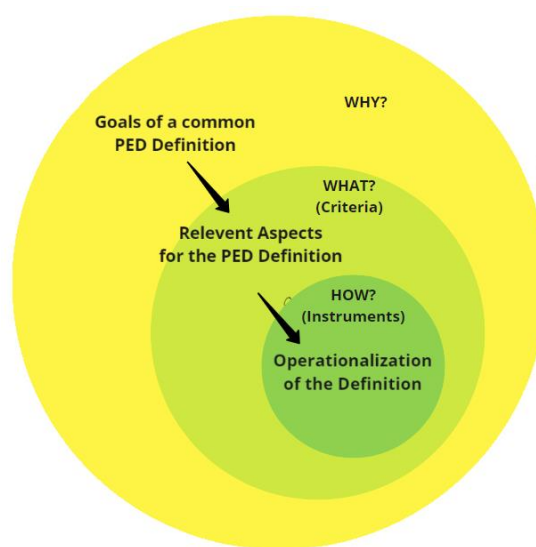 WHY?
Goals of a common
PED Definition
WHAT?
(Criteria)
Relevent Aspects
for the PED Definition
HOW?
(Instruments)
Operationalization
of the Definition